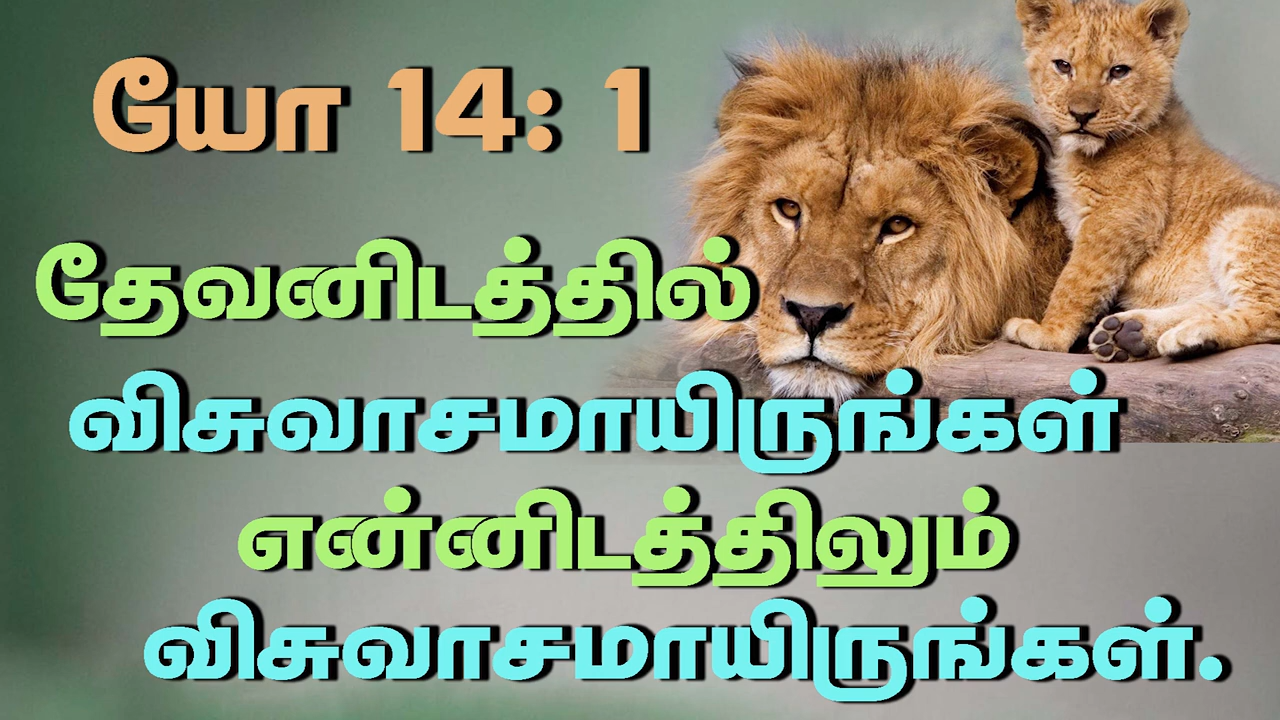 யோ 14: 1
தேவனிடத்தில்
விசுவாசமாயிருங்கள்
என்னிடத்திலும்
விசுவாசமாயிருங்கள்.